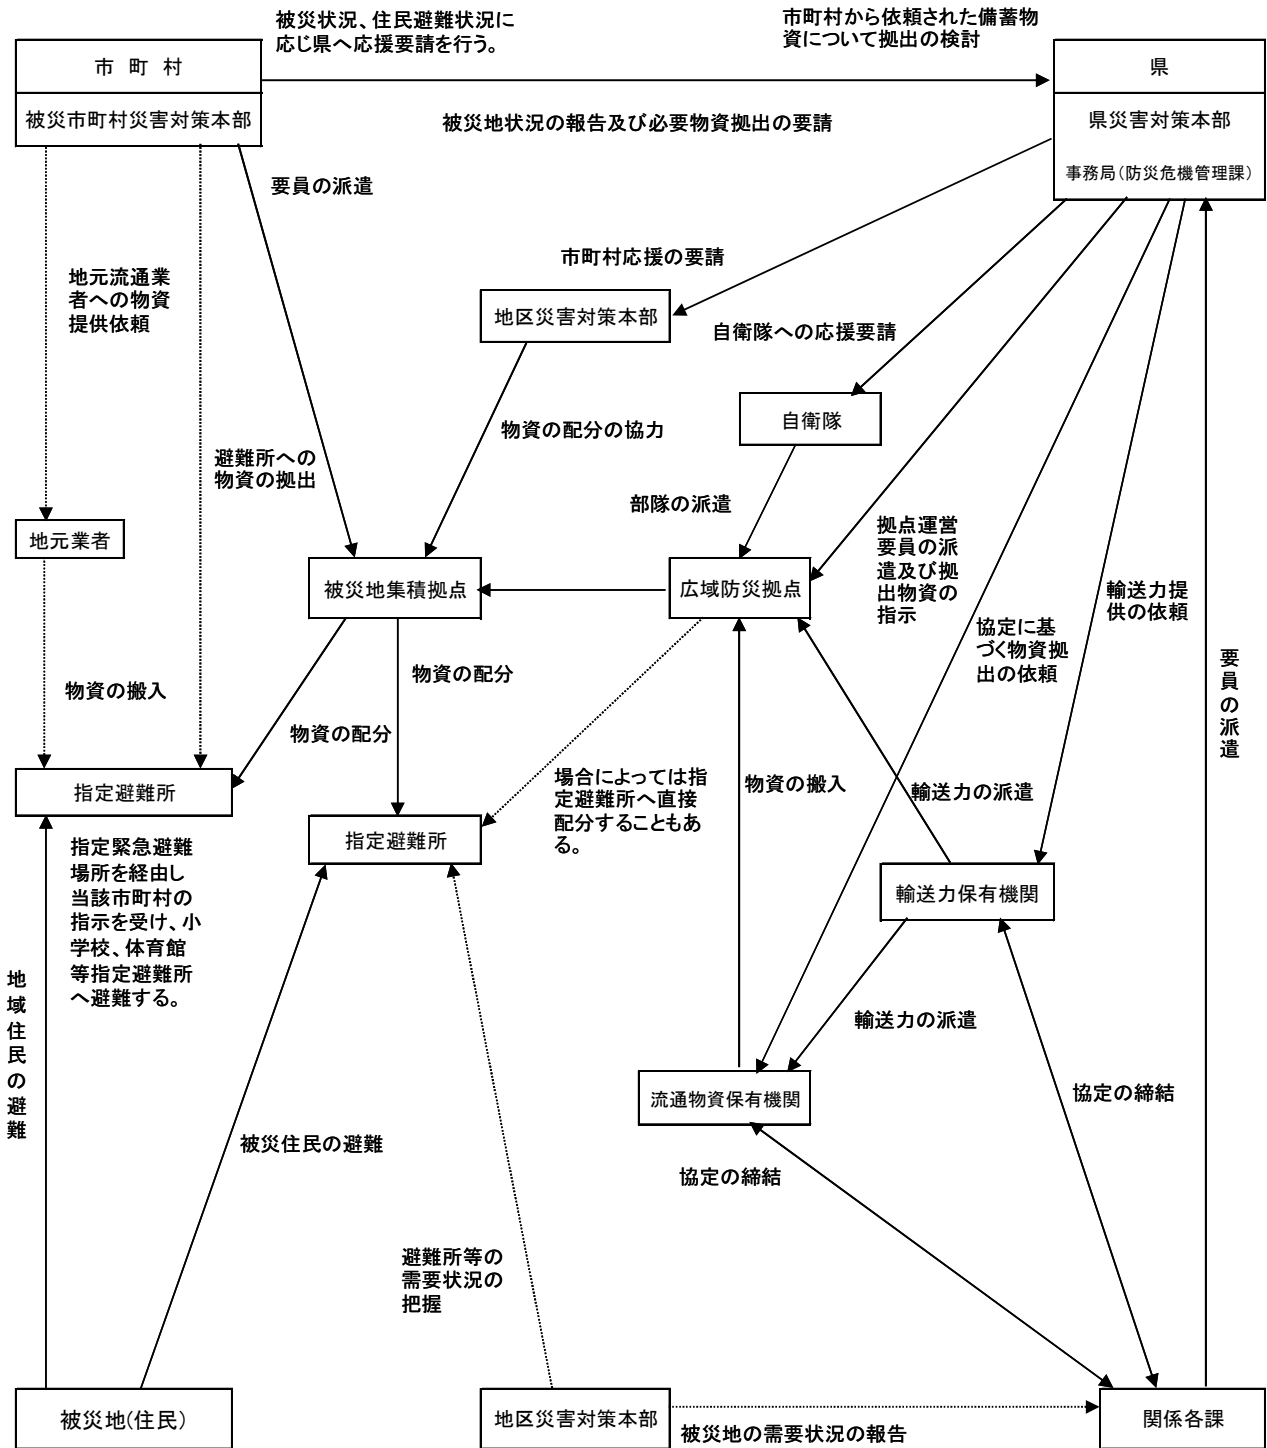 被災状況、住民避難状況に
応じ県へ応援要請を行う。
市町村から依頼された備蓄物
資について拠出の検討
市 町 村
被災市町村災害対策本部
県
県災害対策本部
事務局（防災危機管理課）
被災地状況の報告及び必要物資拠出の要請
要員の派遣
地元流通業
者への物資
提供依頼
市町村応援の要請
地区災害対策本部
自衛隊への応援要請
自衛隊
物資の配分の協力
避難所への
物資の拠出
部隊の派遣
地元業者
被災地集積拠点
広域防災拠点
拠点運営
要員の派
遣及び拠
出物資の
指示
輸送力提
供の依頼
協定に基
づく物資拠
出の依頼
要員の派遣
物資の搬入
物資の配分
物資の配分
指定避難所
場合によっては指
定避難所へ直接
配分することもあ
る。
物資の搬入
輸送力の派遣
指定避難所
指定緊急避難
場所を経由し
当該市町村の
指示を受け、小
学校、体育館
等指定避難所
へ避難する。
輸送力保有機関
地域住民の避難
輸送力の派遣
流通物資保有機関
協定の締結
被災住民の避難
協定の締結
避難所等の
需要状況の
把握
被災地(住民)
地区災害対策本部
被災地の需要状況の報告
関係各課